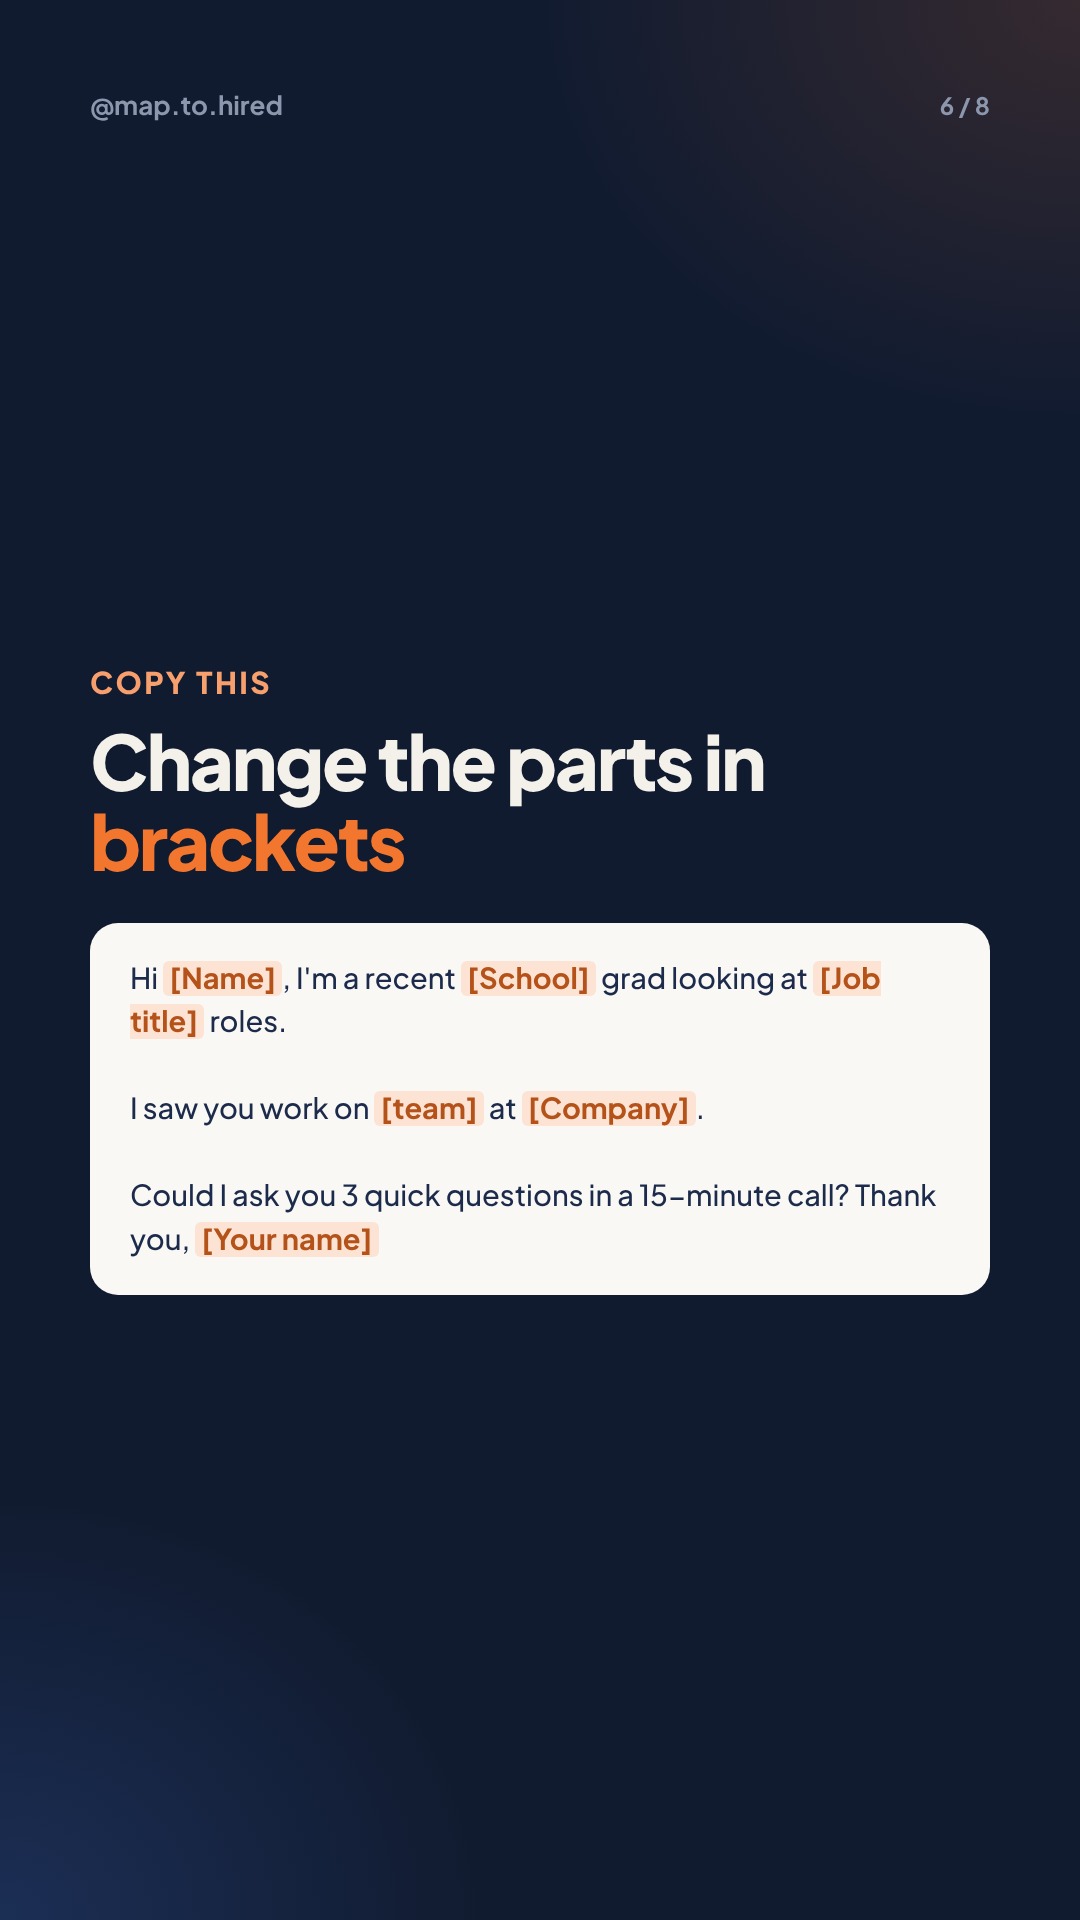 @map.to.hired
6 / 8
COPY THIS
Change the parts in
brackets
Hi [Name], I'm a recent [School] grad looking at [Job
title] roles.
I saw you work on [team] at [Company].
Could I ask you 3 quick questions in a 15-minute call? Thank
you, [Your name]